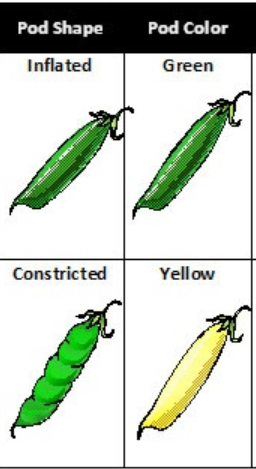 Pod Shape Pod Color
Inflated Green
Constricted Yellow